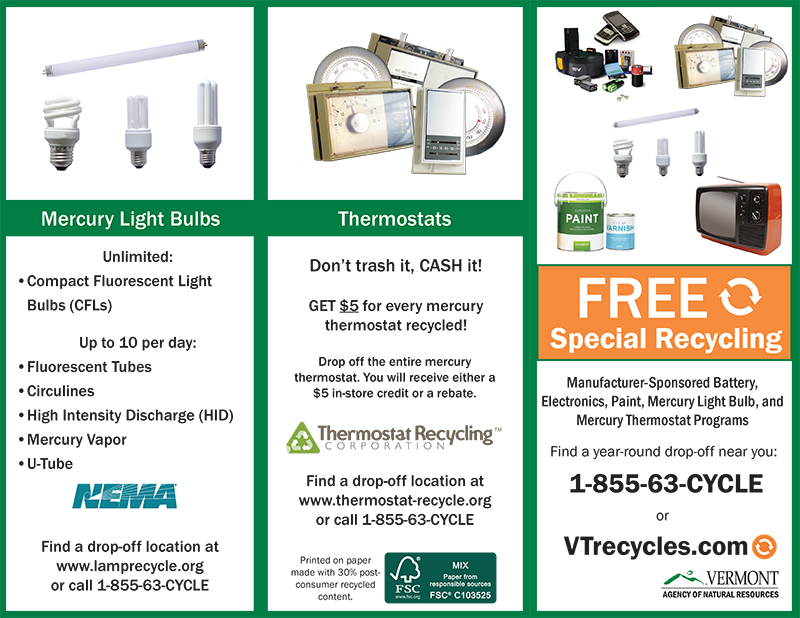 Mercury Light Bulbs
Unlimited:
•Compact Fluorescent Light
Bulbs (CFLs)
Up to 10 per day:
•Fluorescent Tubes
•Circulines
•High Intensity Discharge (HID)
•Mercury Vapor
•U-Tube
NEMA
Find a drop-off location at
www.lamprecycle.org
or call 1-855-63-CYCLE
Thermostats
Don't trash it, CASH it!
GET $5 for every mercury
thermostat recycled!
Drop off the entire mercury
thermostat. You will receive either a
$5 in-store credit or a rebate.
Thermostat Recycling™
CORPORATION
Find a drop-off location at
www.thermostat-recycle.org
or call 1-855-63-CYCLE
Printed on paper
made with 30% post-
consumer recycled
content.
FSC
www.fsc.org
MIX
Paper from
responsible sources
FSC® C103525
PAINT
VARNISH
FREE
Special Recycling
Manufacturer-Sponsored Battery,
Electronics, Paint, Mercury Light Bulb, and
Mercury Thermostat Programs
Find a year-round drop-off near you:
1-855-63-CYCLE
or
VTrecycles.com
VERMONT
AGENCY OF NATURAL RESOURCES